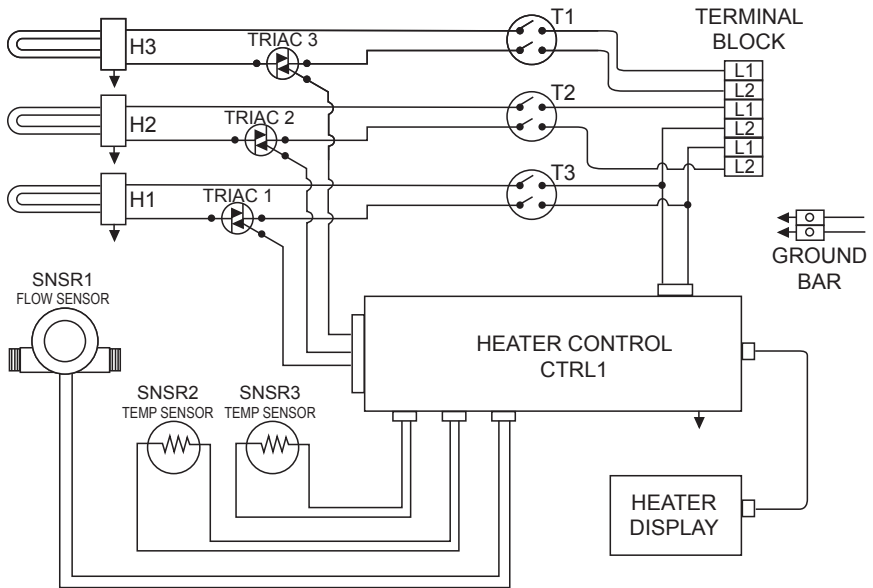 TERMINAL
BLOCK
T1
H3
TRIAC 3
L1
L2
L1
L2
L1
L2
T2
H2
TRIAC 2
T3
H1
TRIAC 1
GROUND
BAR
SNSR1
FLOW SENSOR
HEATER CONTROL
CTRL1
SNSR2
TEMP SENSOR
SNSR3
TEMP SENSOR
HEATER
DISPLAY